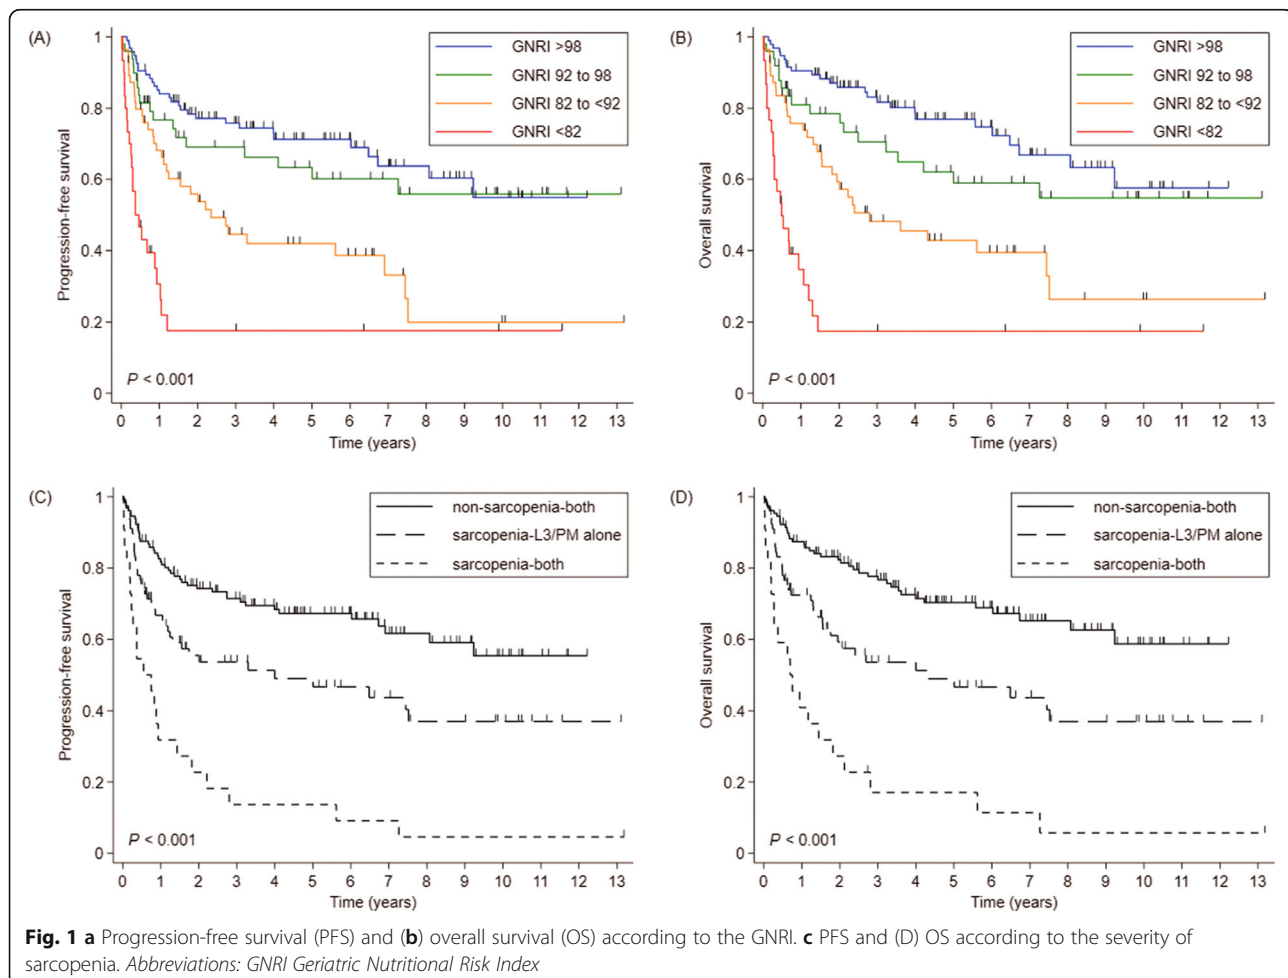 (A)
GNRI >98
GNRI 92 to 98
GNRI 82 to <92
GNRI <82
Progression-free survival
1
0.8
0.6
0.4
0.2
0
P < 0.001
0 1 2 3 4 5 6 7 8 9 10 11 12 13
Time (years)
(B)
GNRI >98
GNRI 92 to 98
GNRI 82 to <92
GNRI <82
Overall survival
1
0.8
0.6
0.4
0.2
0
P < 0.001
0 1 2 3 4 5 6 7 8 9 10 11 12 13
Time (years)
(C)
non-sarcopenia-both
sarcopenia-L3/PM alone
sarcopenia-both
Progression-free survival
1
0.8
0.6
0.4
0.2
0
P < 0.001
0 1 2 3 4 5 6 7 8 9 10 11 12 13
Time (years)
(D)
non-sarcopenia-both
sarcopenia-L3/PM alone
sarcopenia-both
Overall survival
1
0.8
0.6
0.4
0.2
0
P < 0.001
0 1 2 3 4 5 6 7 8 9 10 11 12 13
Time (years)
Fig. 1 a Progression-free survival (PFS) and (b) overall survival (OS) according to the GNRI. c PFS and (D) OS according to the severity of
sarcopenia. Abbreviations: GNRI Geriatric Nutritional Risk Index